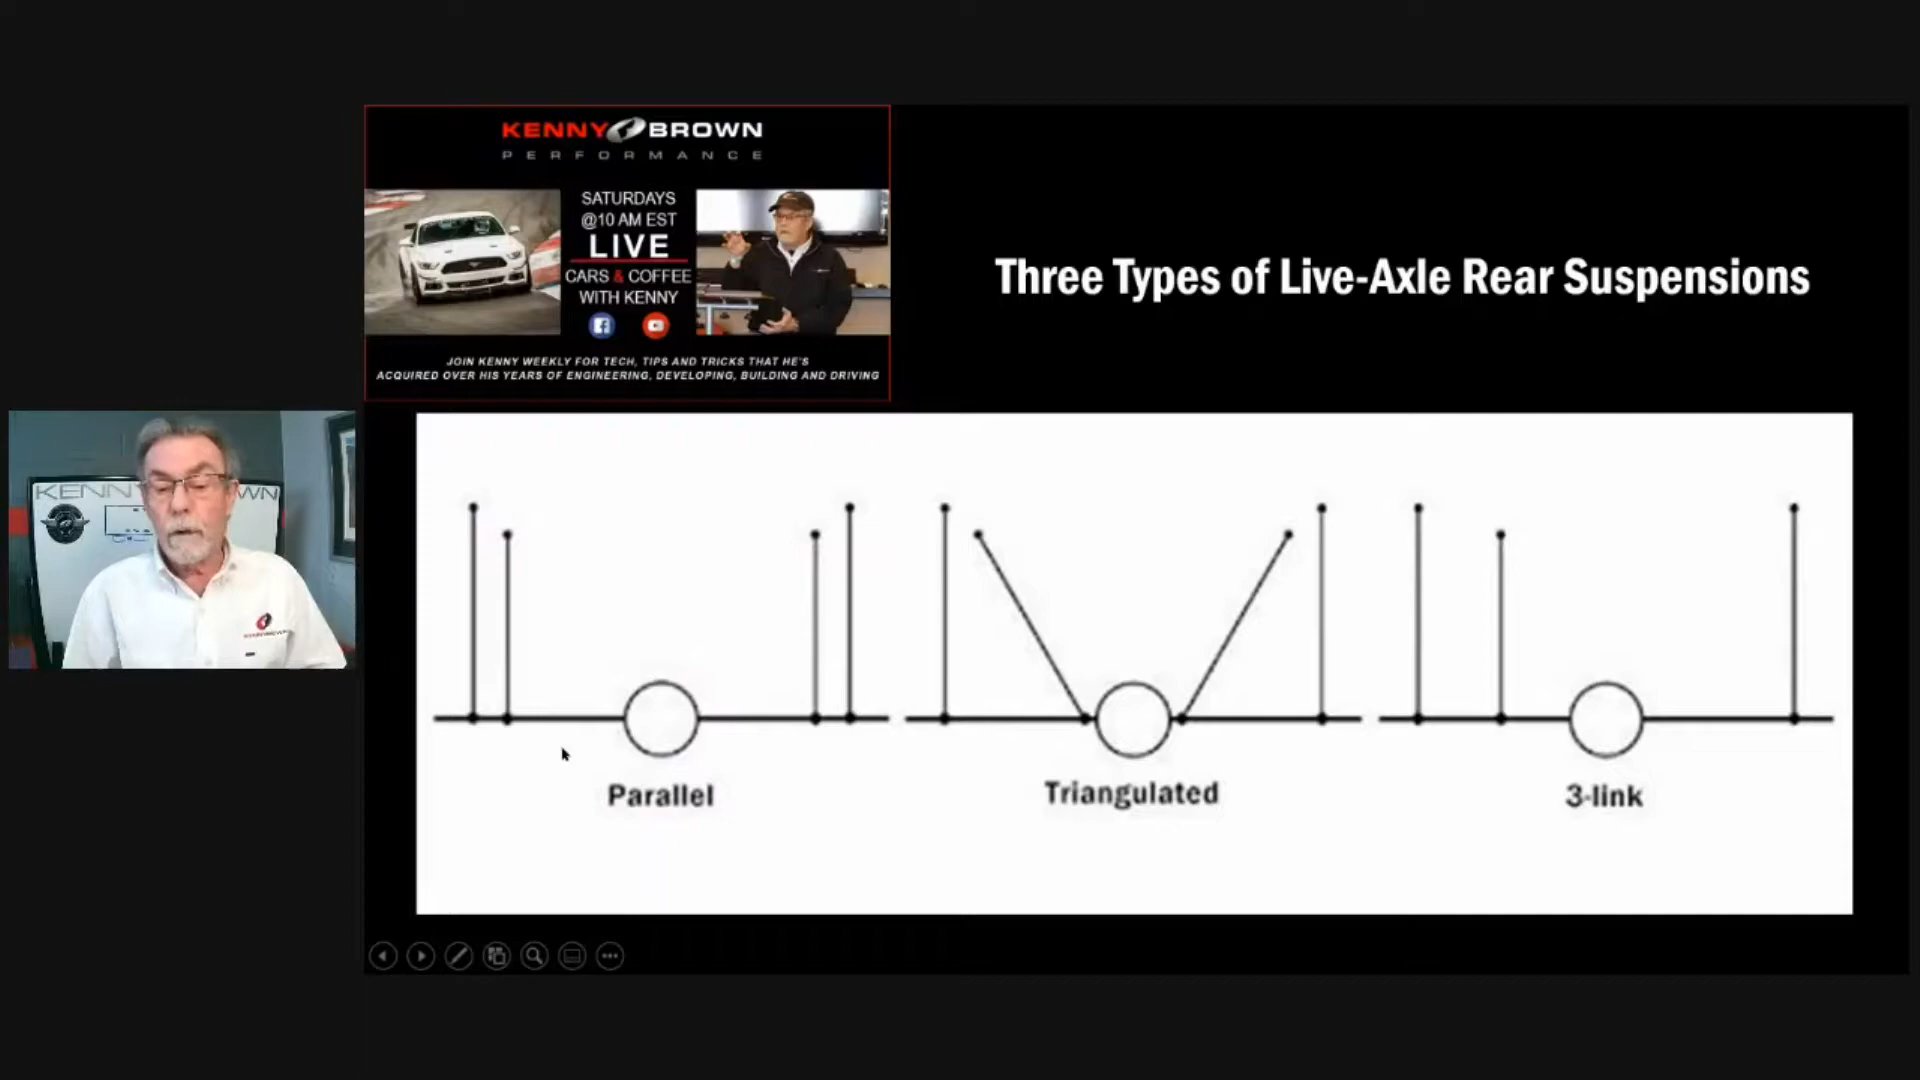 KENNY BROWN
PERFORMANCE
SATURDAYS
@10 AM EST
LIVE
CARS & COFFEE
WITH KENNY
JOIN KENNY WEEKLY FOR TECH, TIPS AND TRICKS THAT HE'S
ACQUIRED OVER HIS YEARS OF ENGINEERING, DEVELOPING, BUILDING AND DRIVING
Three Types of Live-Axle Rear Suspensions
KENNY WN
Parallel
Triangulated
3-link